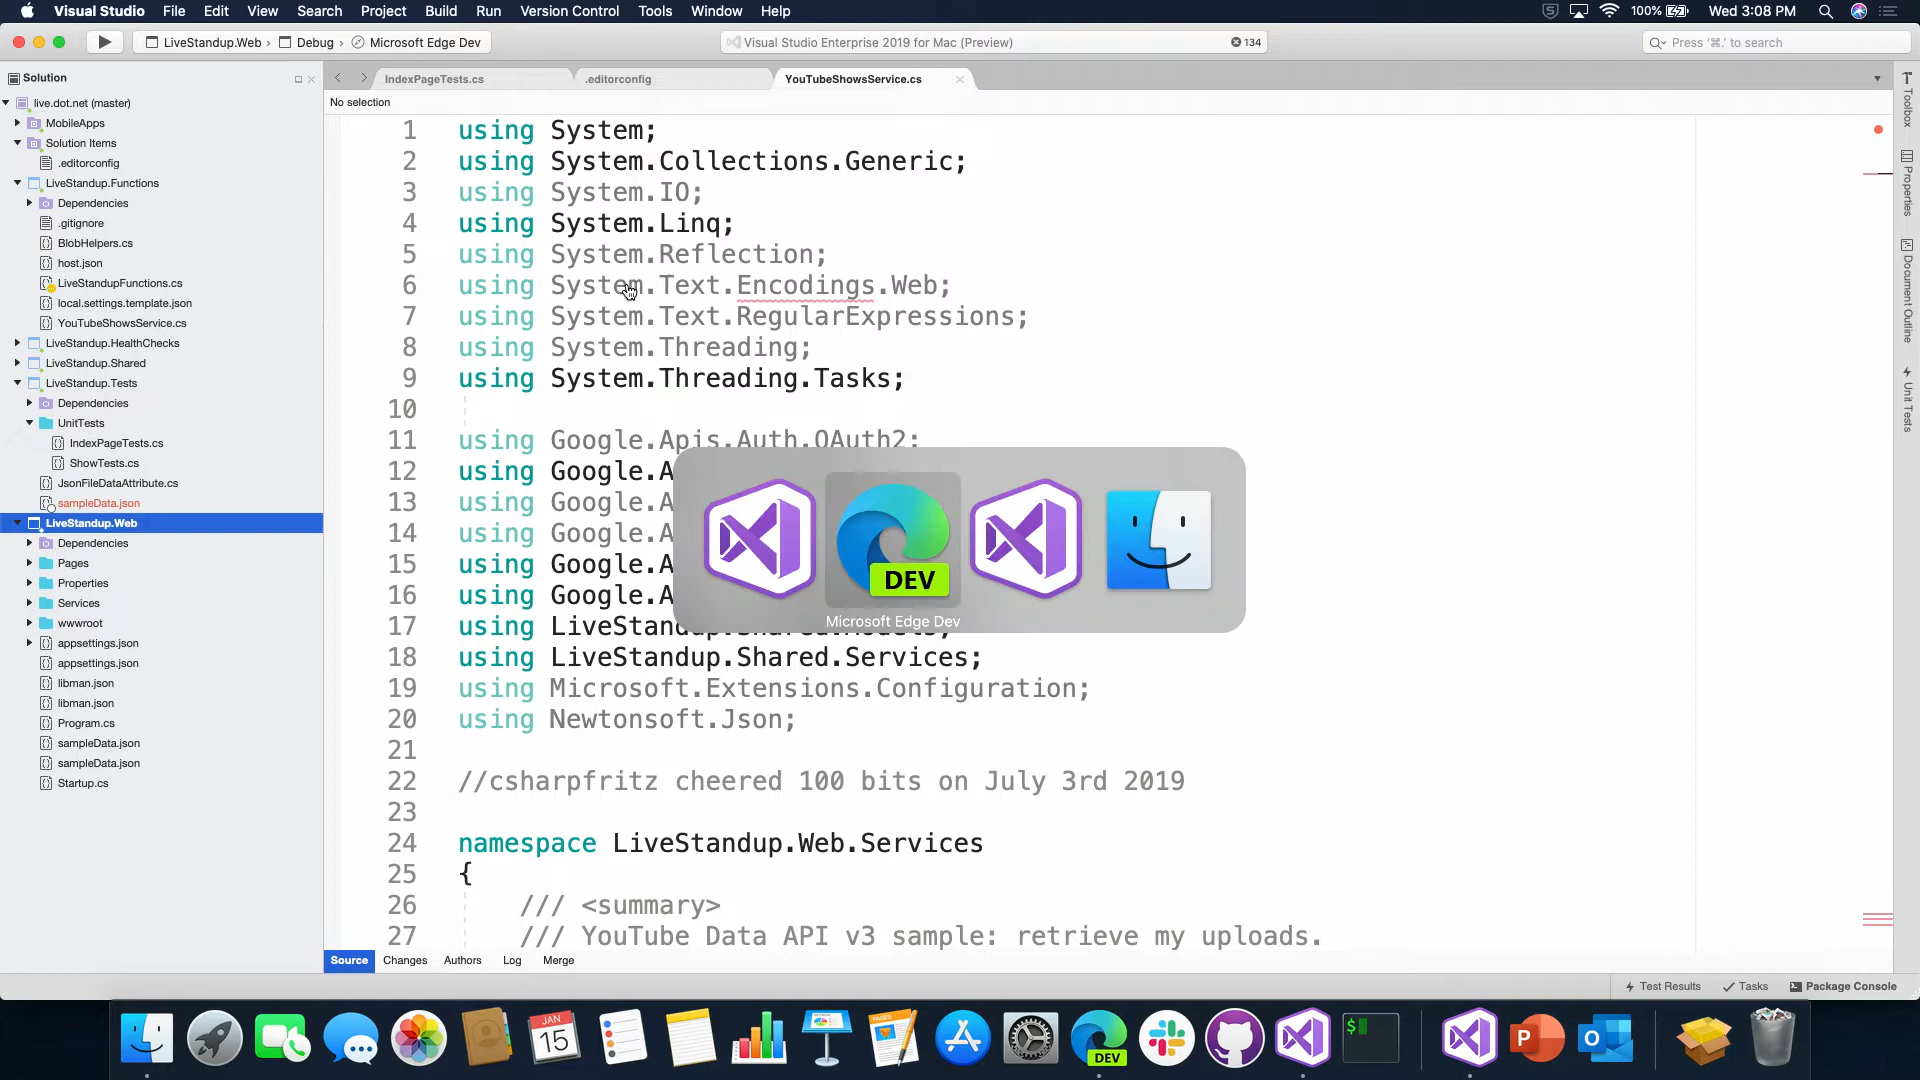 Visual Studio File Edit View Search Project Build Run Version Control Tools Window Help
100% Wed 3:08 PM
LiveStandup.Web Debug Microsoft Edge Dev
Visual Studio Enterprise 2019 for Mac (Preview) 134
Press '⌘.' to search
Solution
live.dot.net (master)
MobileApps
Solution Items
.editorconfig
LiveStandup.Functions
Dependencies
.gitignore
BlobHelpers.cs
host.json
LiveStandupFunctions.cs
local.settings.template.json
YouTubeShowsService.cs
LiveStandup.HealthChecks
LiveStandup.Shared
LiveStandup.Tests
Dependencies
UnitTests
IndexPageTests.cs
ShowTests.cs
JsonFileDataAttribute.cs
sampleData.json
LiveStandup.Web
Dependencies
Pages
Properties
Services
wwwroot
appsettings.json
appsettings.json
libman.json
libman.json
Program.cs
sampleData.json
sampleData.json
Startup.cs
IndexPageTests.cs .editorconfig YouTubeShowsService.cs
No selection
1 using System;
2 using System.Collections.Generic;
3 using System.IO;
4 using System.Linq;
5 using System.Reflection;
6 using System.Text.Encodings.Web;
7 using System.Text.RegularExpressions;
8 using System.Threading;
9 using System.Threading.Tasks;
10
11 using Google.Apis.Auth.OAuth2;
12 using Google.A
13 using Google.A
14 using Google.A
15 using Google.A
16 using Google.A
17 using LiveStandup.Shared.Models;
18 using LiveStandup.Shared.Services;
19 using Microsoft.Extensions.Configuration;
20 using Newtonsoft.Json;
21
22 //csharpfritz cheered 100 bits on July 3rd 2019
23
24 namespace LiveStandup.Web.Services
25 {
26 /// <summary>
27 /// YouTube Data API v3 sample: retrieve my uploads.
DEV
Microsoft Edge Dev
Source Changes Authors Log Merge
Toolbox
Properties
Document Outline
Unit Tests
Test Results Tasks Package Console
JAN
15
DEV
$